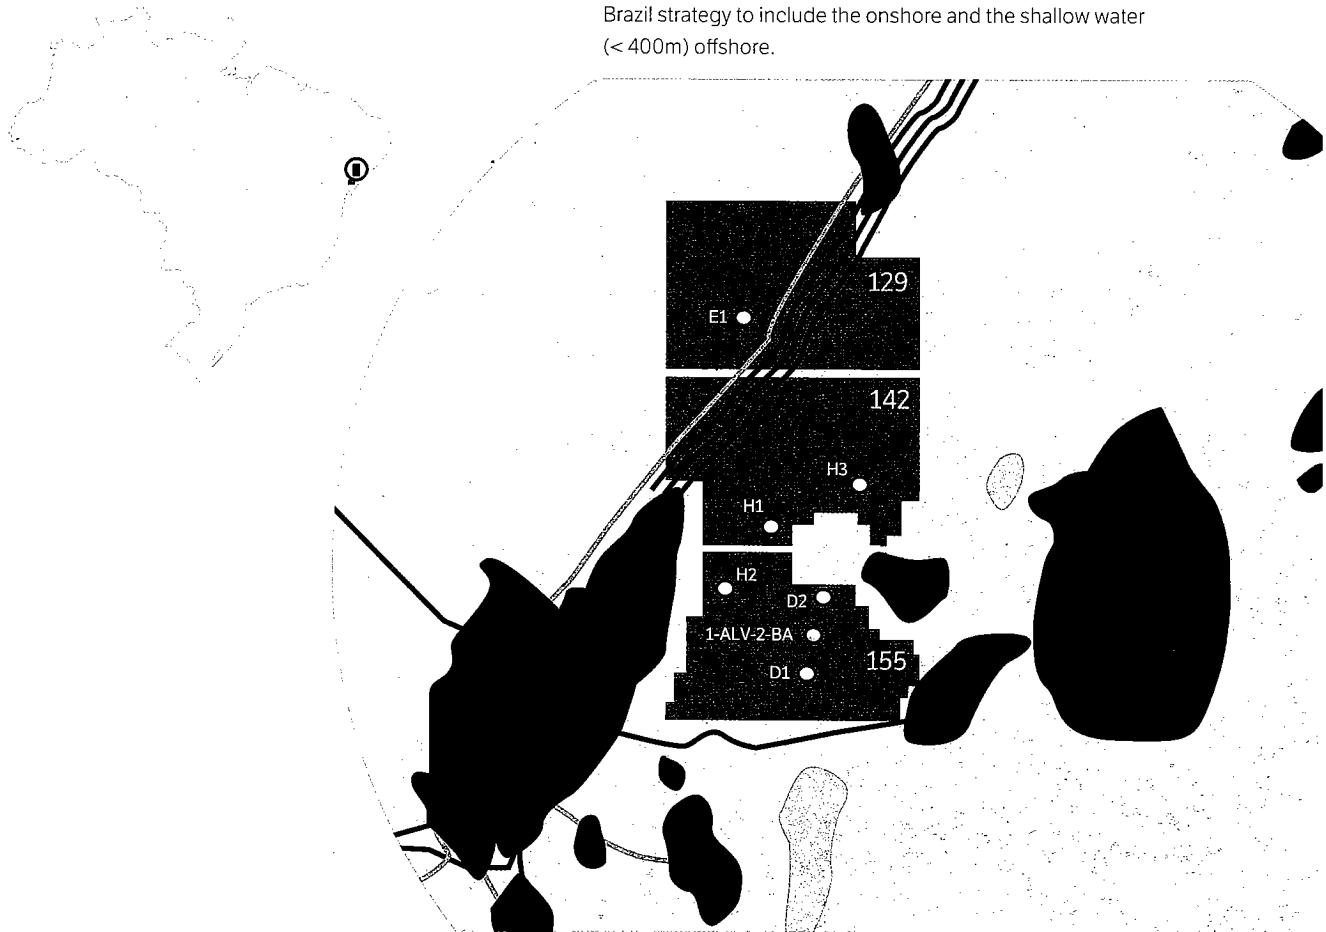 Brazil strategy to include the onshore and the shallow water
(< 400m) offshore.
129
E1
142
H3
H1
H2
D2
1-ALV-2-BA
155
D1